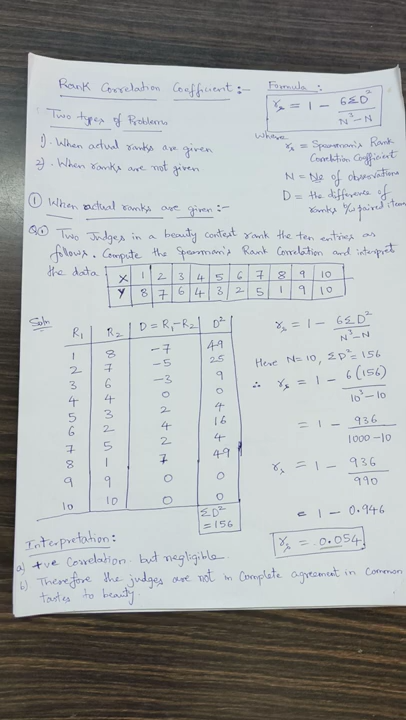 Rank Correlation Coefficient :-
Formula :
rs = 1 - 6ΣD² / N³-N
Two types of Problems
1). When actual ranks are given
2). When ranks are not given
where
rs = Spearman's Rank
Correlation Coefficient
N = No of observations
D = the difference of
ranks b/w paired items
① When actual ranks are given :-
Q① Two Judges in a beauty contest rank the ten entries as
follows. Compute the Spearman's Rank Correlation and interpret
the data
X 1 2 3 4 5 6 7 8 9 10
Y 8 7 6 4 3 2 5 1 9 10
Soln
R1 R2 D = R1-R2 D²
1 8 -7 49
2 7 -5 25
3 6 -3 9
4 4 0 0
5 3 2 4
6 2 4 16
7 5 2 4
8 1 7 49
9 9 0 0
10 10 0 0
ΣD²
= 156
rs = 1 - 6ΣD² / N³-N
Here N=10, ΣD² = 156
∴ rs = 1 - 6(156) / 10³-10
= 1 - 936 / 1000-10
rs = 1 - 936 / 990
= 1 - 0.946
rs = 0.054
Interpretation :
a) +ve Correlation but negligible.
b) Therefore the judges are not in Complete agreement in common
tastes to beauty.